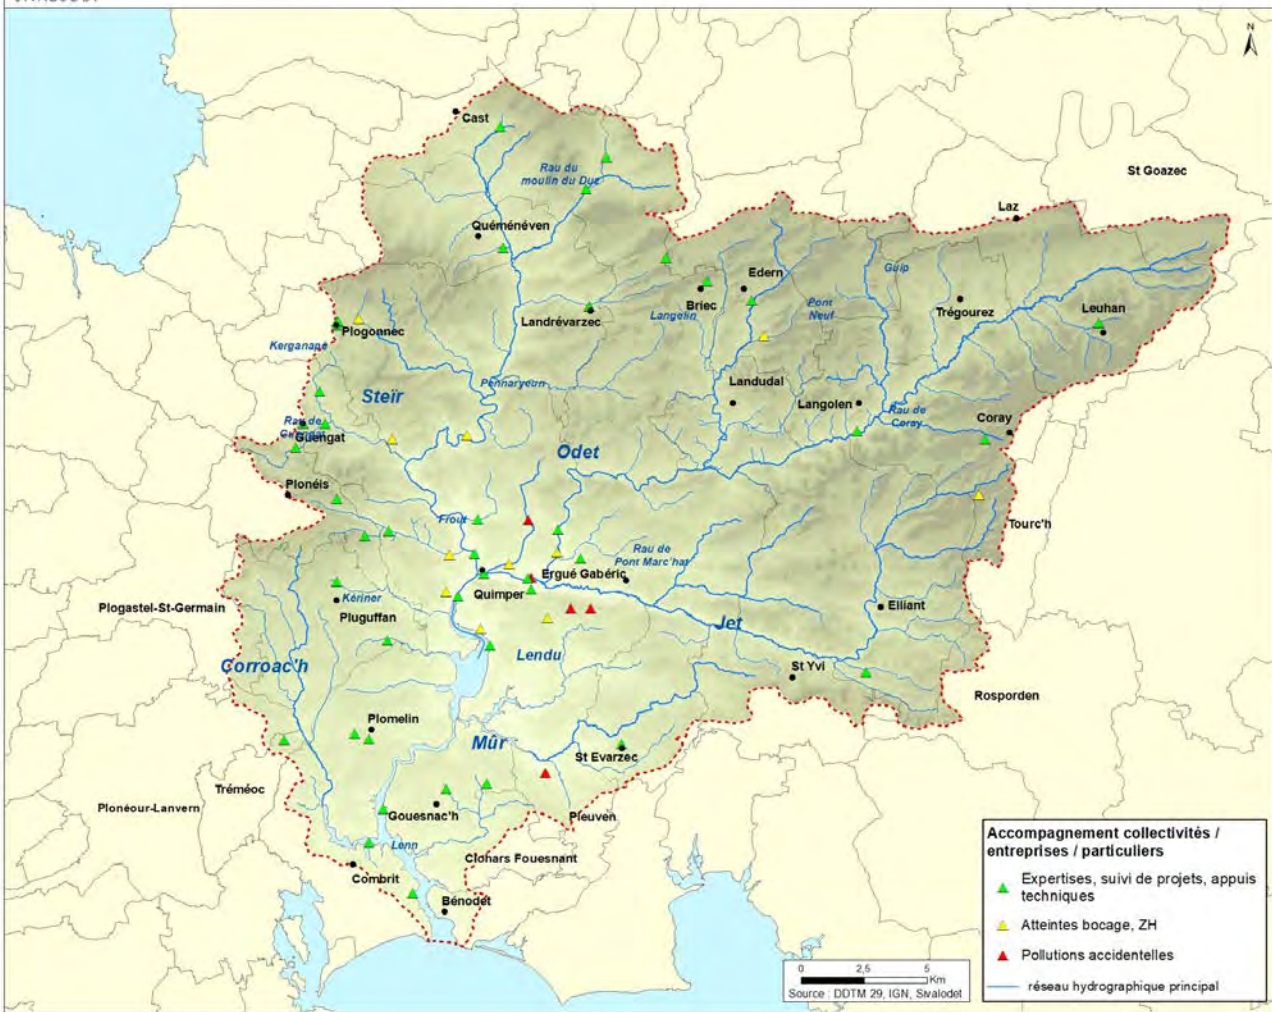 N
Cast
St Goazec
Rau du
moulin du Duc
Laz
Quéménéven
Edern
Guip
Briec
Pont
Neuf
Trégourez
Leuhan
Landrévarzec
Langelin
Plogonnec
Kerganape
Pennaryeun
Landudal
Steïr
Langolen
Rau de
Coray
Coray
Rau de
Guengat
Guengat
Odet
Plonéis
Tourc'h
Frout
Rau de
Pont Marc'hat
Ergué Gabéric
Quimper
Kériner
Plogastel-St-Germain
Pluguffan
Elliant
Jet
Lendu
Corroac'h
St Yvi
Rosporden
Plomelin
Mûr
St Evarzec
Tréméoc
Plonéour-Lanvern
Gouesnac'h
Pleuven
Lenn
Clohars Fouesnant
Combrit
Bénodet
Accompagnement collectivités /
entreprises / particuliers
Expertises, suivi de projets, appuis
techniques
Atteintes bocage, ZH
Pollutions accidentelles
réseau hydrographique principal
0 2,5 5
Km
Source : DDTM 29, IGN, Sivalodet